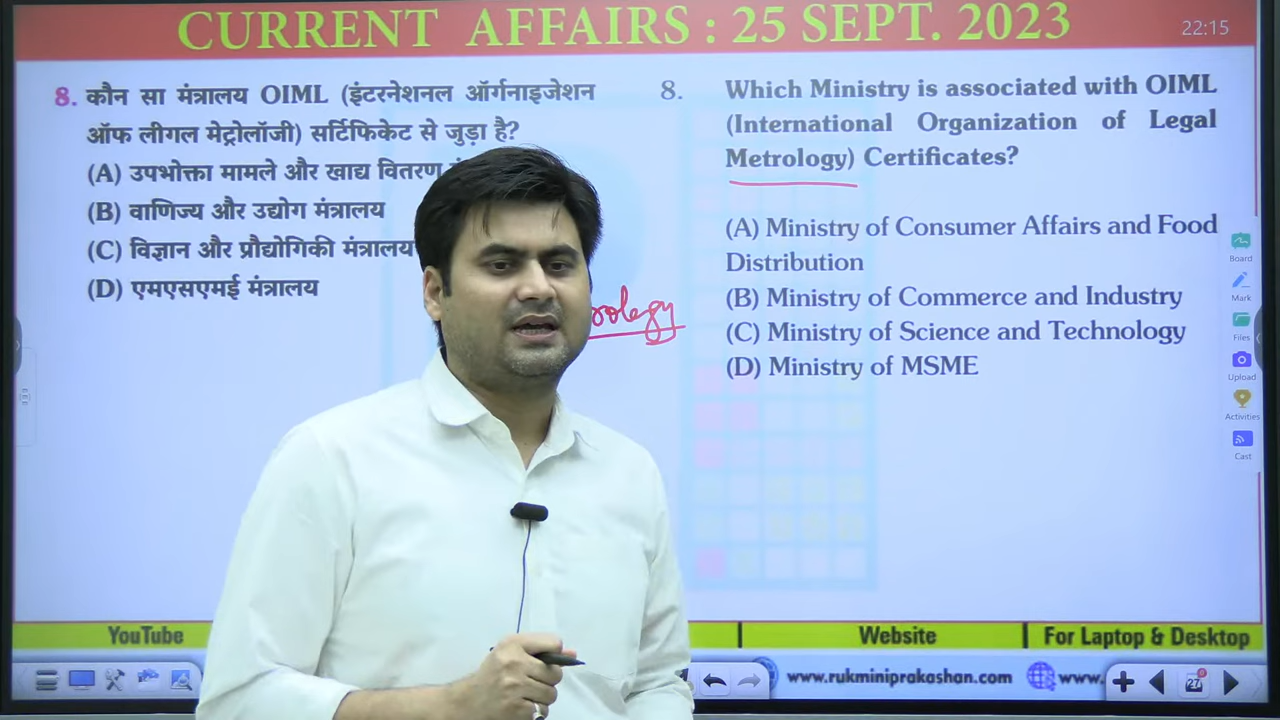 CURRENT AFFAIRS : 25 SEPT. 2023
22:15
8. कौन सा मंत्रालय OIML (इंटरनेशनल ऑर्गनाइजेशन
ऑफ लीगल मेट्रोलॉजी) सर्टिफिकेट से जुड़ा है?
(A) उपभोक्ता मामले और खाद्य वितरण
(B) वाणिज्य और उद्योग मंत्रालय
(C) विज्ञान और प्रौद्योगिकी मंत्रालय
(D) एमएसएमई मंत्रालय
rology
8. Which Ministry is associated with OIML
(International Organization of Legal
Metrology) Certificates?
(A) Ministry of Consumer Affairs and Food
Distribution
(B) Ministry of Commerce and Industry
(C) Ministry of Science and Technology
(D) Ministry of MSME
Board
Mark
Files
Upload
Activities
Cast
YouTube
Website
For Laptop & Desktop
www.rukminiprakashan.com
www.
27